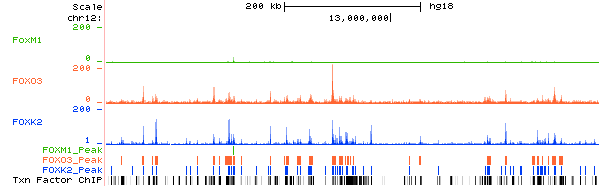 Scale 200 kb hg18
chr12: 13,000,000
200
FoxM1
0
200
FOXO3
0
200
FOXK2
1
FOXM1_Peak
FOXO3_Peak
FOXK2_Peak
Txn Factor ChIP